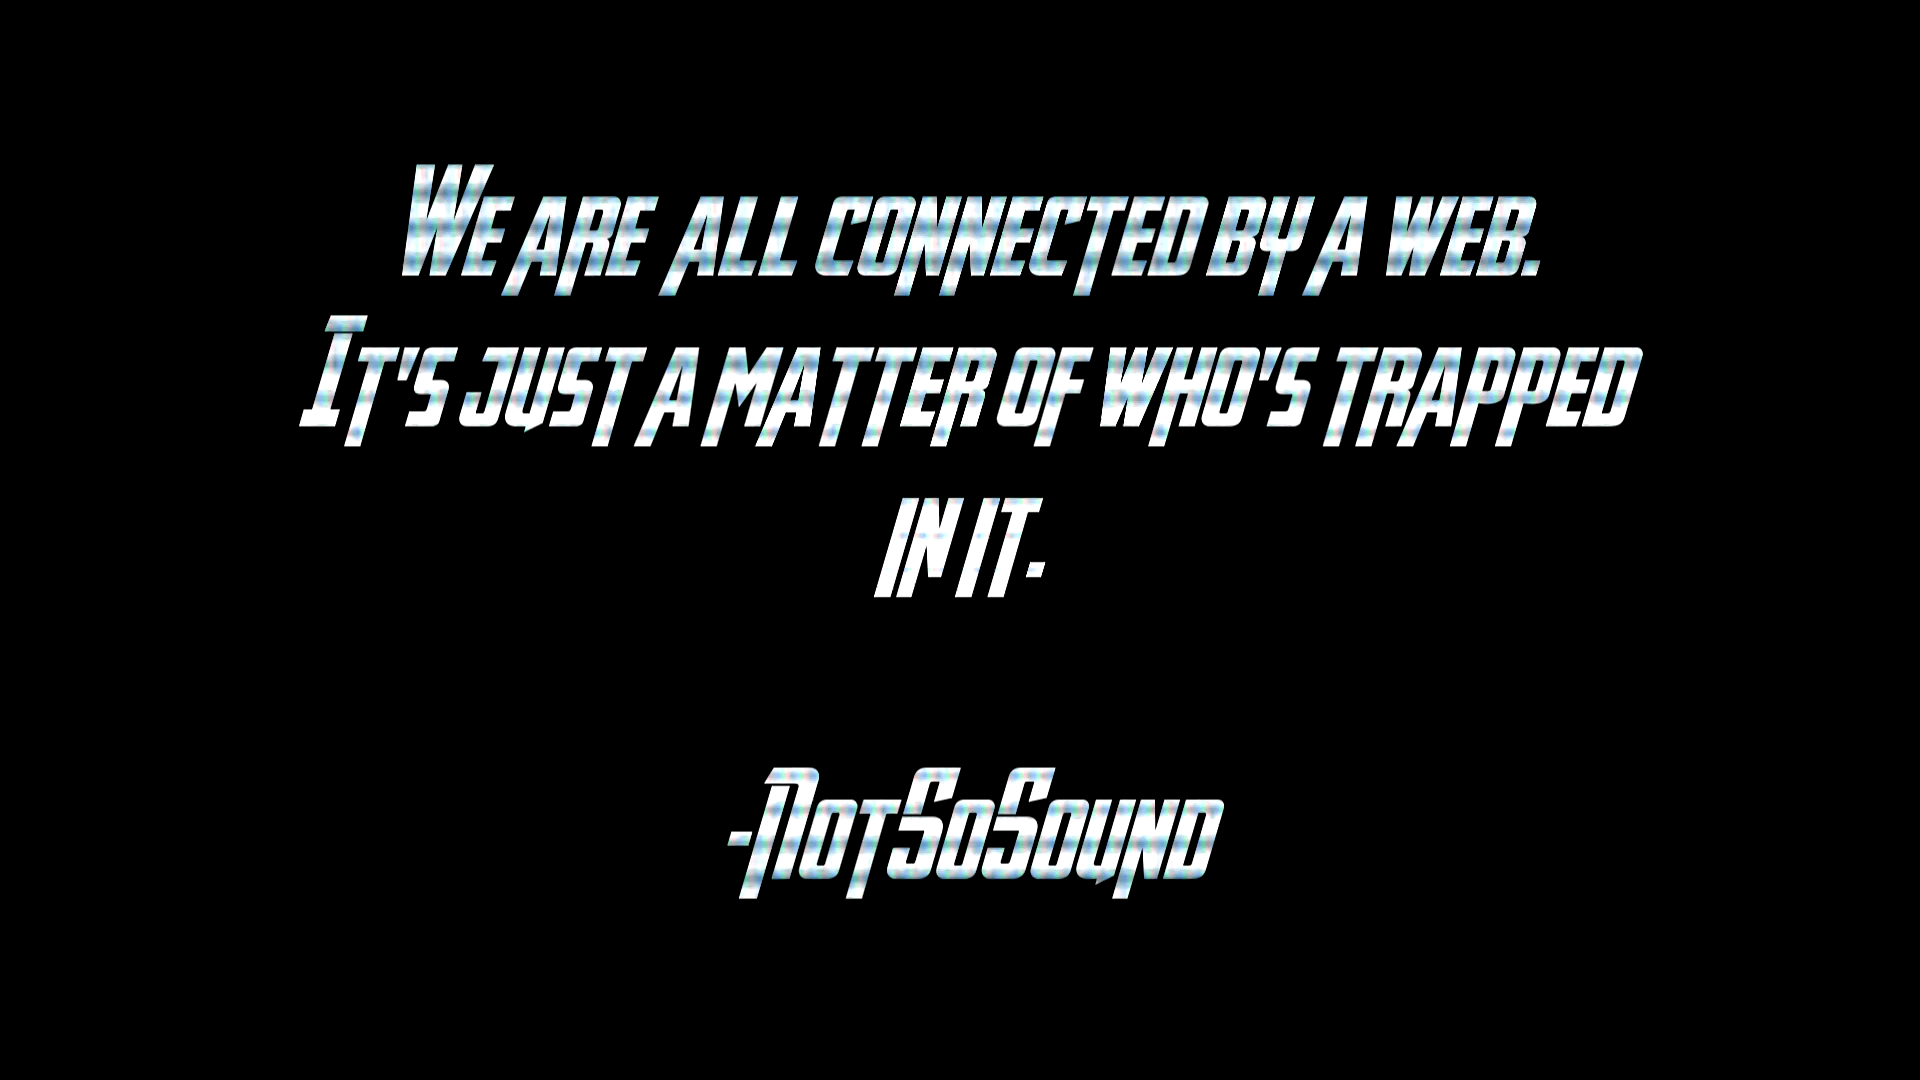 We are all connected by a web.
It's just a matter of who's trapped
in it.
-NotSoSound